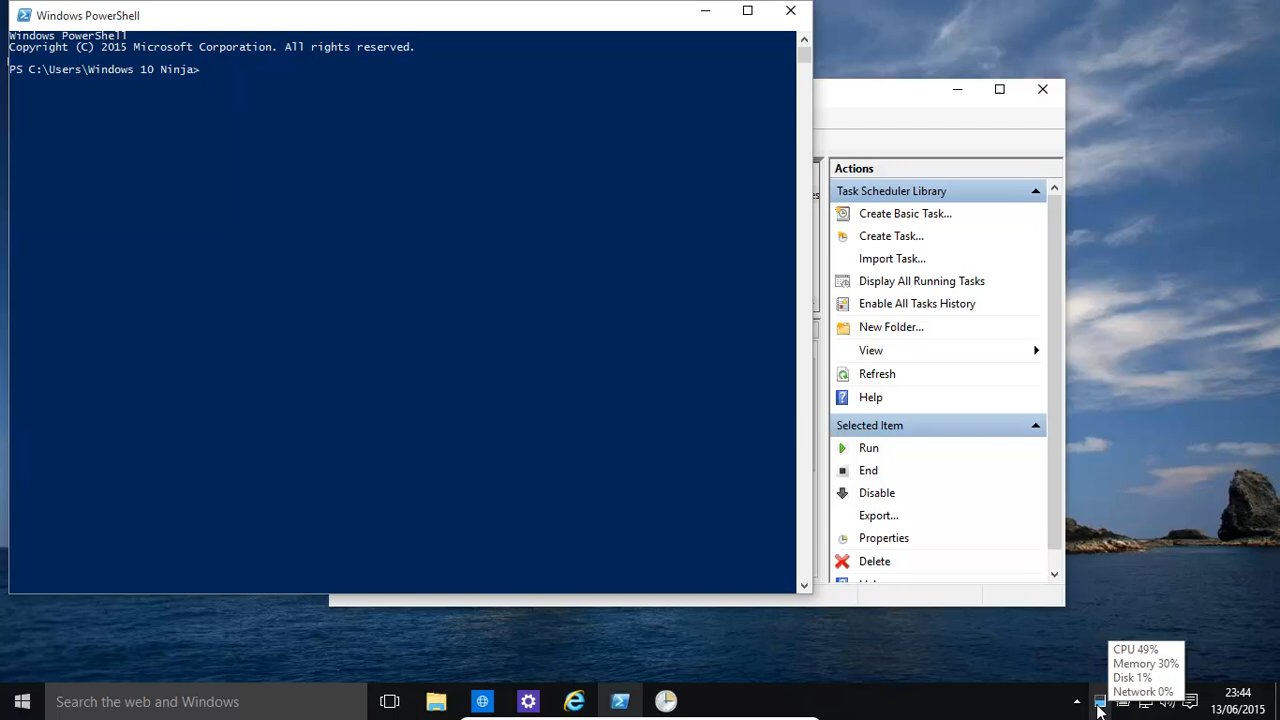 Windows PowerShell
Windows PowerShell
Copyright (C) 2015 Microsoft Corporation. All rights reserved.
PS C:\Users\Windows 10 Ninja>
Actions
Task Scheduler Library
Create Basic Task...
Create Task...
Import Task...
Display All Running Tasks
Enable All Tasks History
New Folder...
View
Refresh
Help
Selected Item
Run
End
Disable
Export...
Properties
Delete
CPU 49%
Memory 30%
Disk 1%
Network 0%
Search the web and Windows
23:44
13/06/2015